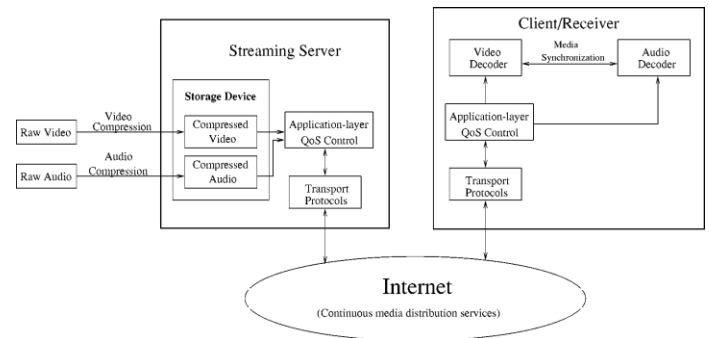 Streaming Server
Storage Device
Raw Video
Video
Compression
Compressed
Video
Application-layer
QoS Control
Raw Audio
Audio
Compression
Compressed
Audio
Transport
Protocols
Client/Receiver
Video
Decoder
Media
Synchronization
Audio
Decoder
Application-layer
QoS Control
Transport
Protocols
Internet
(Continuous media distribution services)